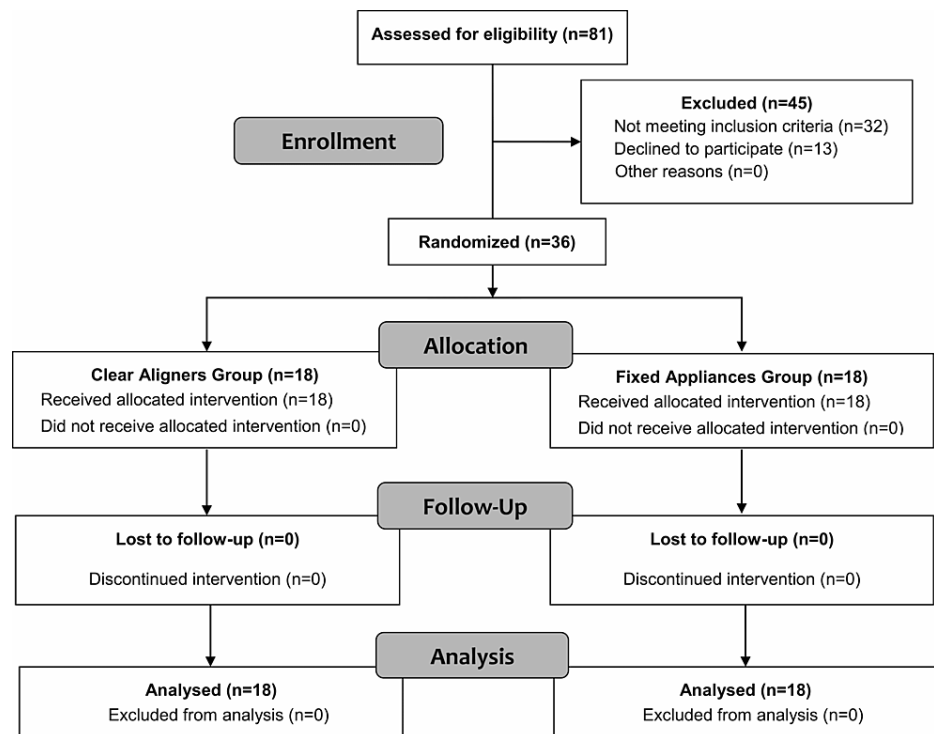 Assessed for eligibility (n=81)
Excluded (n=45)
Not meeting inclusion criteria (n=32)
Declined to participate (n=13)
Other reasons (n=0)
Enrollment
Randomized (n=36)
Allocation
Clear Aligners Group (n=18)
Received allocated intervention (n=18)
Did not receive allocated intervention (n=0)
Fixed Appliances Group (n=18)
Received allocated intervention (n=18)
Did not receive allocated intervention (n=0)
Follow-Up
Lost to follow-up (n=0)
Discontinued intervention (n=0)
Lost to follow-up (n=0)
Discontinued intervention (n=0)
Analysis
Analysed (n=18)
Excluded from analysis (n=0)
Analysed (n=18)
Excluded from analysis (n=0)